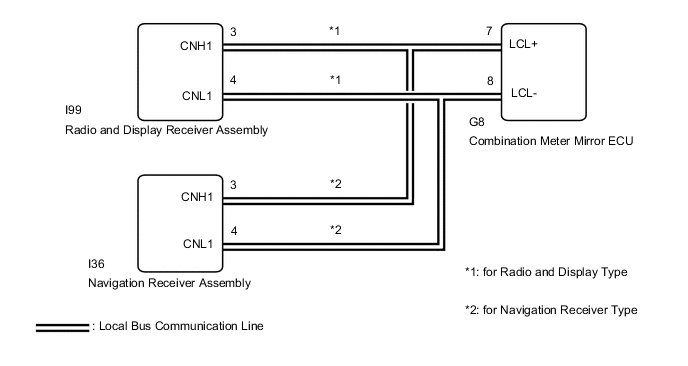 3 *1 7
CNH1 LCL+
4 *1 8
CNL1 LCL-
I99
Radio and Display Receiver Assembly
G8
Combination Meter Mirror ECU
3 *2
CNH1
4 *2
CNL1
I36
Navigation Receiver Assembly
*1: for Radio and Display Type
*2: for Navigation Receiver Type
: Local Bus Communication Line